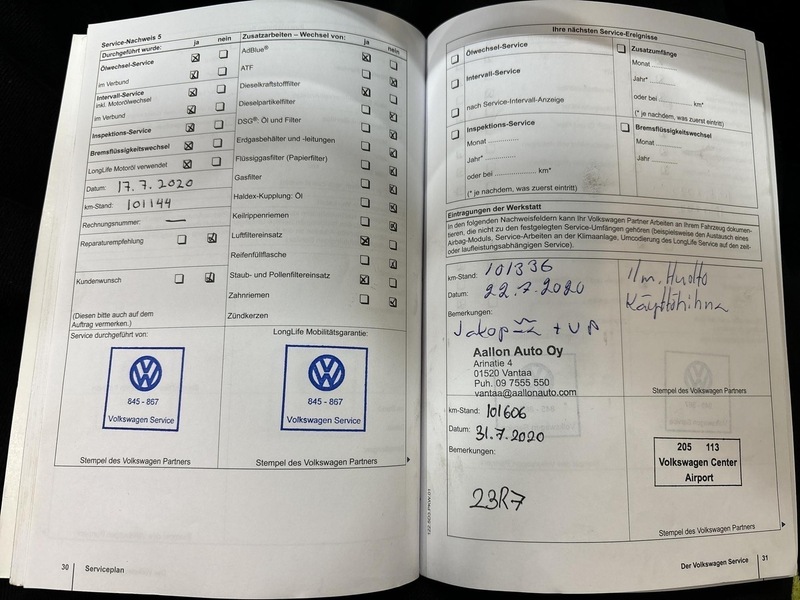 Service-Nachweis 5
Durchgeführt wurde: ja nein
Ölwechsel-Service
im Verbund
Intervall-Service
inkl. Motorölwechsel
im Verbund
Inspektions-Service
Bremsflüssigkeitswechsel
LongLife Motoröl verwendet
Datum: 17.7.2020
km-Stand: 101144
Rechnungsnummer: —
Reparaturempfehlung
Kundenwunsch
(Diesen bitte auch auf dem
Auftrag vermerken.)
Zusatzarbeiten – Wechsel von: ja nein
AdBlue®
ATF
Dieselkraftstofffilter
Dieselpartikelfilter
DSG®: Öl und Filter
Erdgasbehälter und -leitungen
Flüssiggasfilter (Papierfilter)
Gasfilter
Haldex-Kupplung: Öl
Keilrippenriemen
Luftfiltereinsatz
Reifenfüllflasche
Staub- und Pollenfiltereinsatz
Zahnriemen
Zündkerzen
Service durchgeführt von:
845 - 867
Volkswagen Service
Stempel des Volkswagen Partners
LongLife Mobilitätsgarantie:
845 - 867
Volkswagen Service
Stempel des Volkswagen Partners
30 Serviceplan
Ihre nächsten Service-Ereignisse
Ölwechsel-Service
Intervall-Service
nach Service-Intervall-Anzeige
Inspektions-Service
Monat ..............
Jahr* ..............
oder bei .............. km*
(* je nachdem, was zuerst eintritt)
Zusatzumfänge
Monat .........
Jahr* .........
oder bei .............. km*
(* je nachdem, was zuerst eintritt)
Bremsflüssigkeitswechsel
Monat .........
Jahr .........
Eintragungen der Werkstatt
In den folgenden Nachweisfeldern kann Ihr Volkswagen Partner Arbeiten an Ihrem Fahrzeug dokumen-
tieren, die nicht zu den festgelegten Service-Umfängen gehören (beispielsweise den Austausch eines
Airbag-Moduls, Service-Arbeiten an der Klimaanlage, Umcodierung des LongLife Service auf den zeit-
oder laufleistungsabhängigen Service).
km-Stand: 101336
Datum: 22.7.2020
Bemerkungen:
Aallon Auto Oy
Arinatie 4
01520 Vantaa
Puh. 09 7555 550
vantaa@aallonauto.com
Ilm. Huolto
Stempel des Volkswagen Partners
km-Stand: 101606
Datum: 31.7.2020
Bemerkungen:
23R7
205 113
Volkswagen Center
Airport
Stempel des Volkswagen Partners
Der Volkswagen Service 31